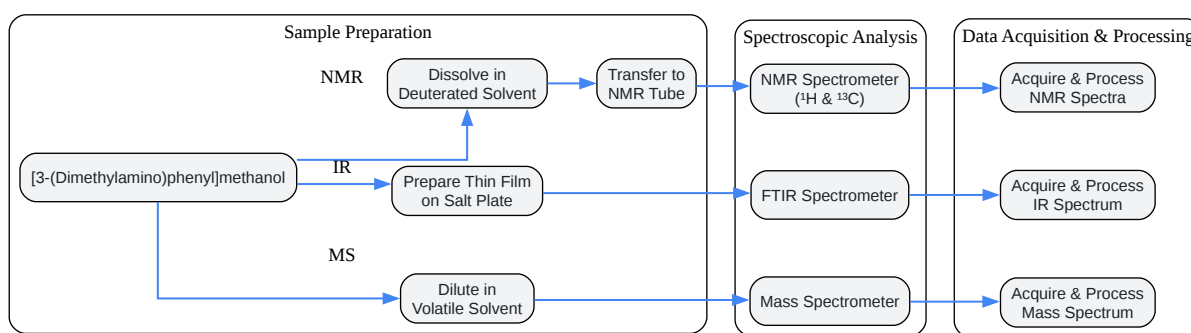 Sample Preparation
Spectroscopic Analysis
Data Acquisition & Processing
NMR
Dissolve in
Deuterated Solvent
Transfer to
NMR Tube
NMR Spectrometer
(¹H & ¹³C)
Acquire & Process
NMR Spectra
[3-(Dimethylamino)phenyl]methanol
IR
Prepare Thin Film
on Salt Plate
FTIR Spectrometer
Acquire & Process
IR Spectrum
MS
Dilute in
Volatile Solvent
Mass Spectrometer
Acquire & Process
Mass Spectrum